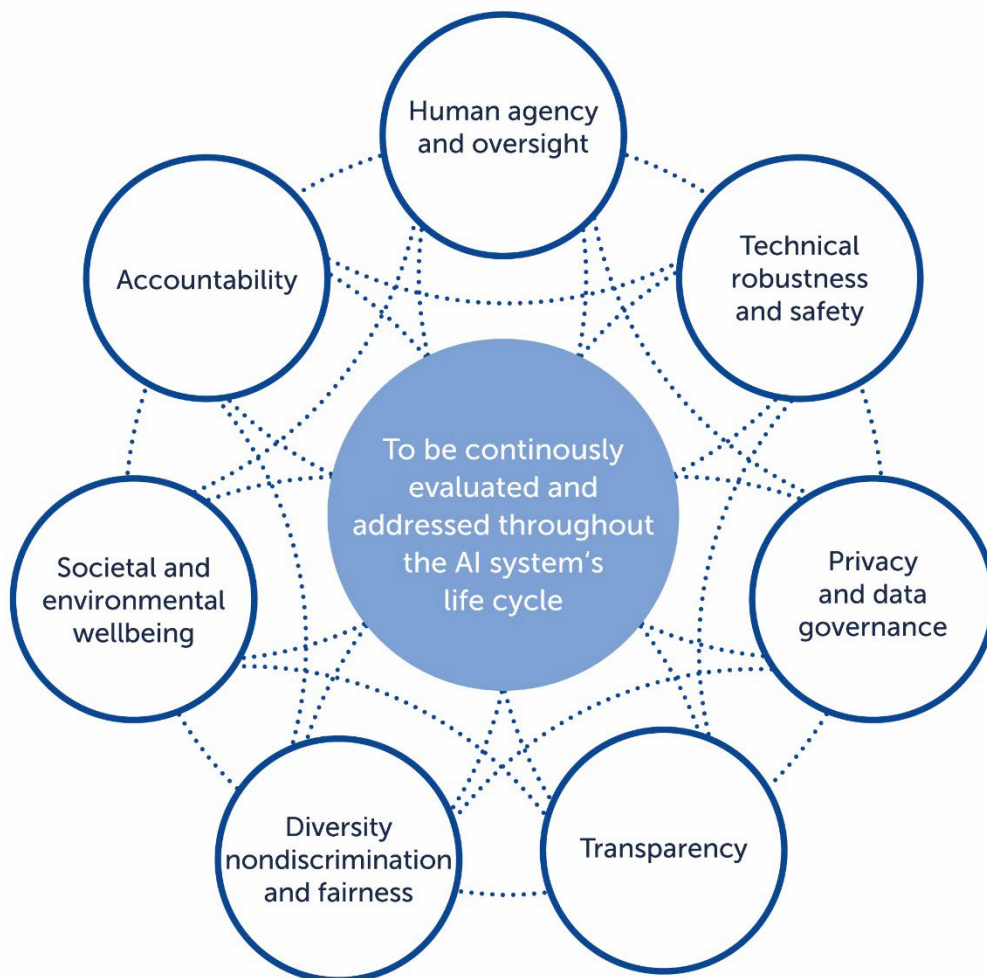 Human agency
and oversight
Technical
robustness
and safety
Privacy
and data
governance
Transparency
Diversity
nondiscrimination
and fairness
Societal and
environmental
wellbeing
Accountability
To be continously
evaluated and
addressed throughout
the AI system‘s
life cycle